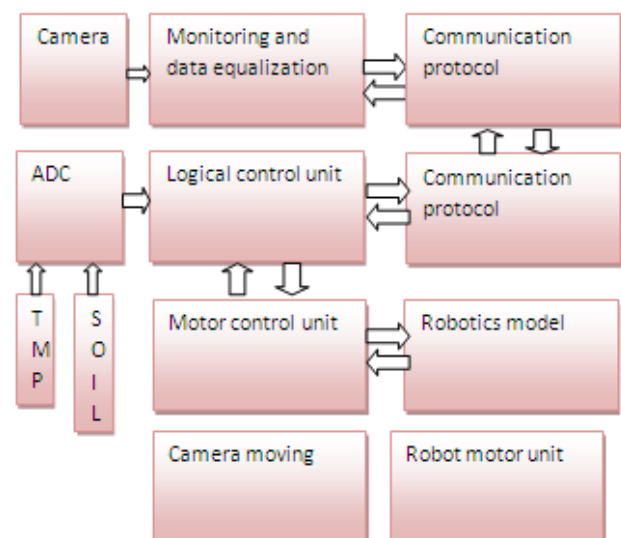 Camera
Monitoring and
data equalization
Communication
protocol
ADC
Logical control unit
Communication
protocol
T
M
P
S
O
I
L
Motor control unit
Robotics model
Camera moving
Robot motor unit